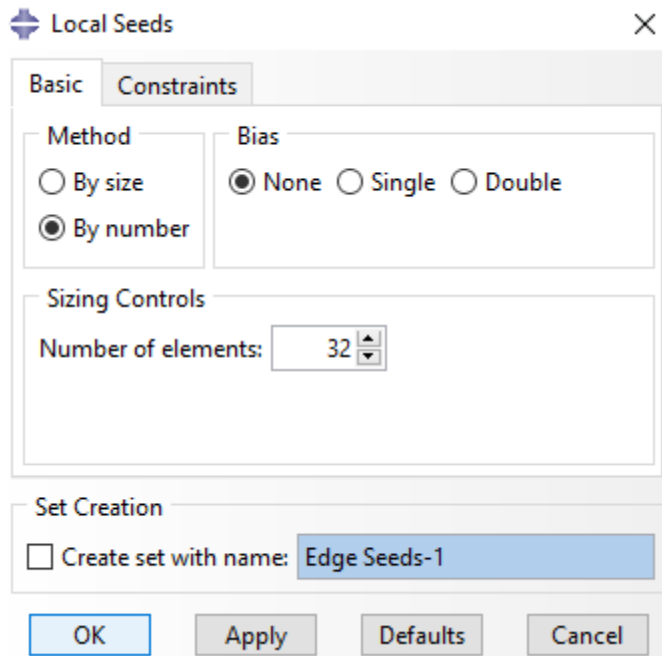 Local Seeds
Basic Constraints
Method Bias
By size None Single Double
By number
Sizing Controls
Number of elements: 32
Set Creation
Create set with name: Edge Seeds-1
OK Apply Defaults Cancel